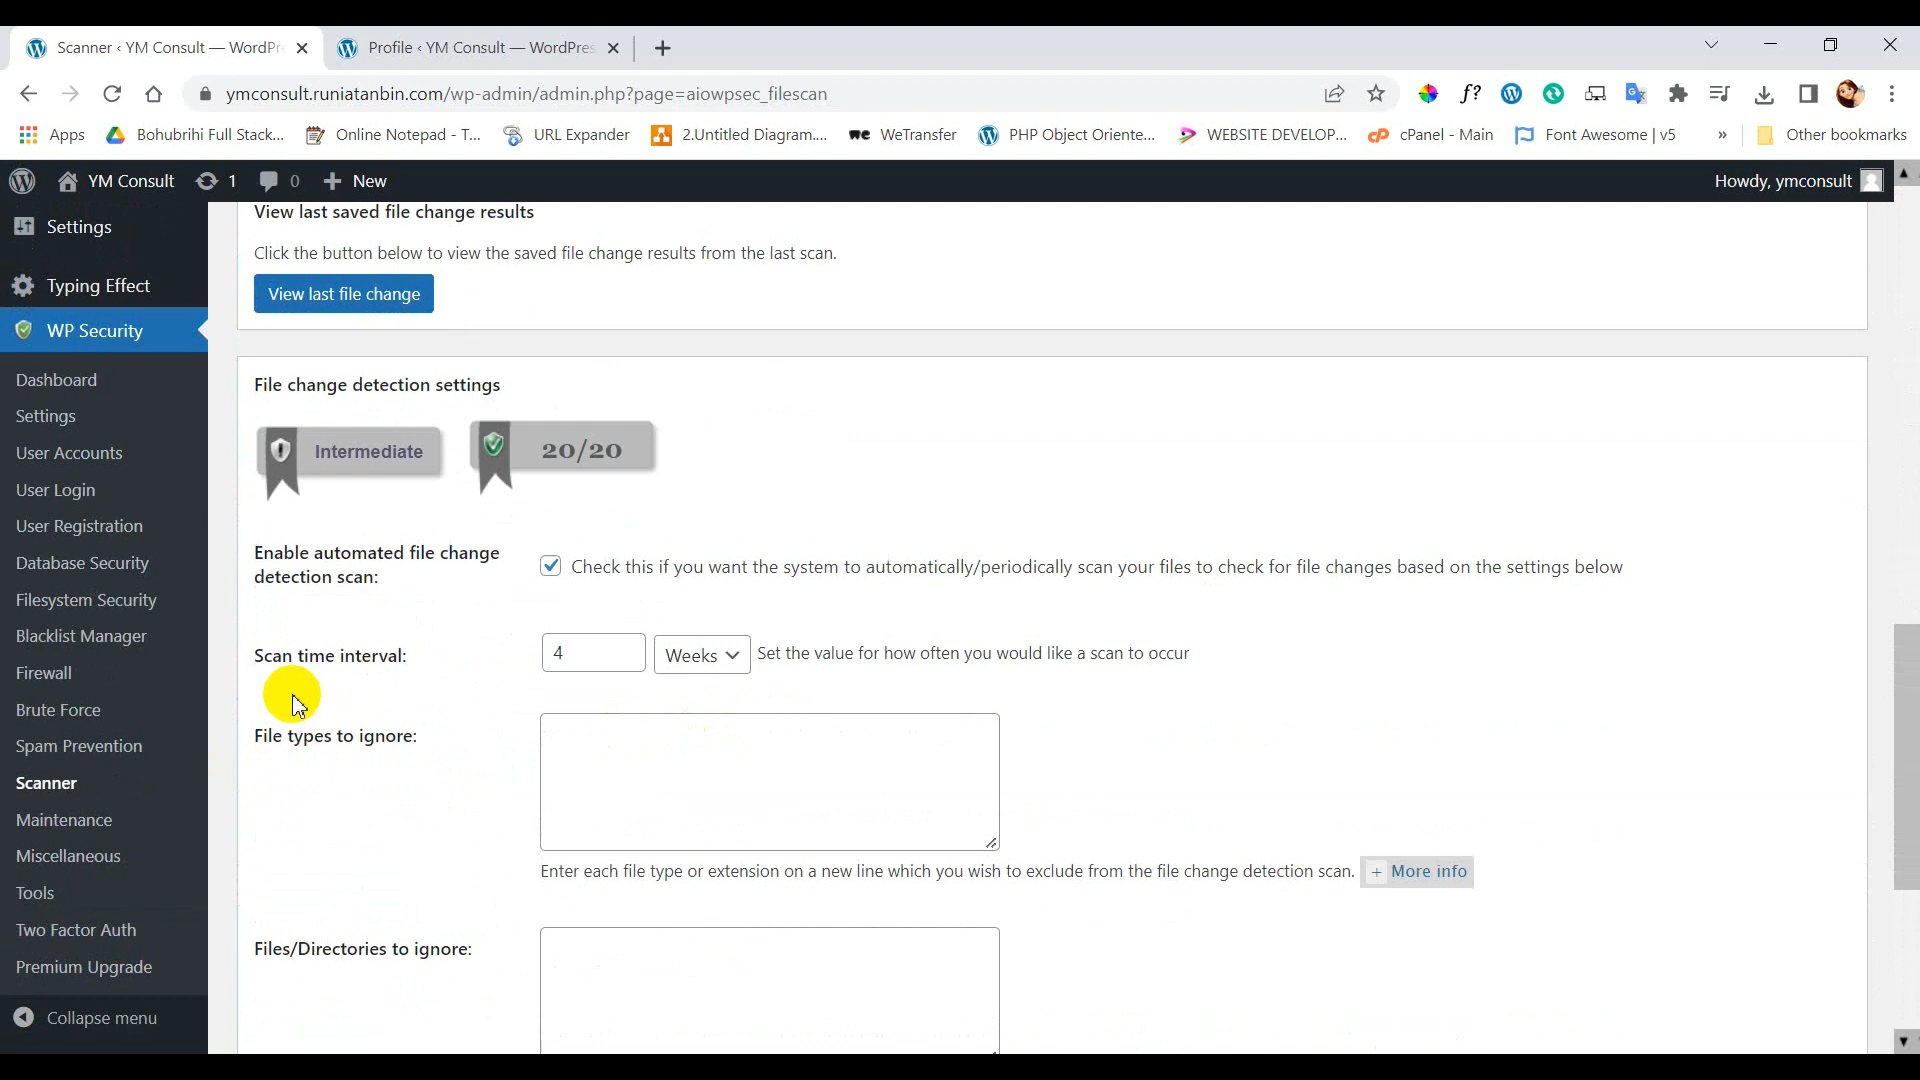 Scanner ‹ YM Consult — WordPr
Profile ‹ YM Consult — WordPres
ymconsult.runiatanbin.com/wp-admin/admin.php?page=aiowpsec_filescan
f?
Apps
Bohubrihi Full Stack...
Online Notepad - T...
URL Expander
2.Untitled Diagram....
WeTransfer
PHP Object Oriente...
WEBSITE DEVELOP...
cPanel - Main
Font Awesome | v5
»
Other bookmarks
YM Consult
1
0
New
Howdy, ymconsult
Settings
Typing Effect
WP Security
Dashboard
Settings
User Accounts
User Login
User Registration
Database Security
Filesystem Security
Blacklist Manager
Firewall
Brute Force
Spam Prevention
Scanner
Maintenance
Miscellaneous
Tools
Two Factor Auth
Premium Upgrade
Collapse menu
View last saved file change results
Click the button below to view the saved file change results from the last scan.
View last file change
File change detection settings
Intermediate
20/20
Enable automated file change
detection scan:
Check this if you want the system to automatically/periodically scan your files to check for file changes based on the settings below
Scan time interval:
4
Weeks
Set the value for how often you would like a scan to occur
File types to ignore:
Enter each file type or extension on a new line which you wish to exclude from the file change detection scan.
+ More info
Files/Directories to ignore: